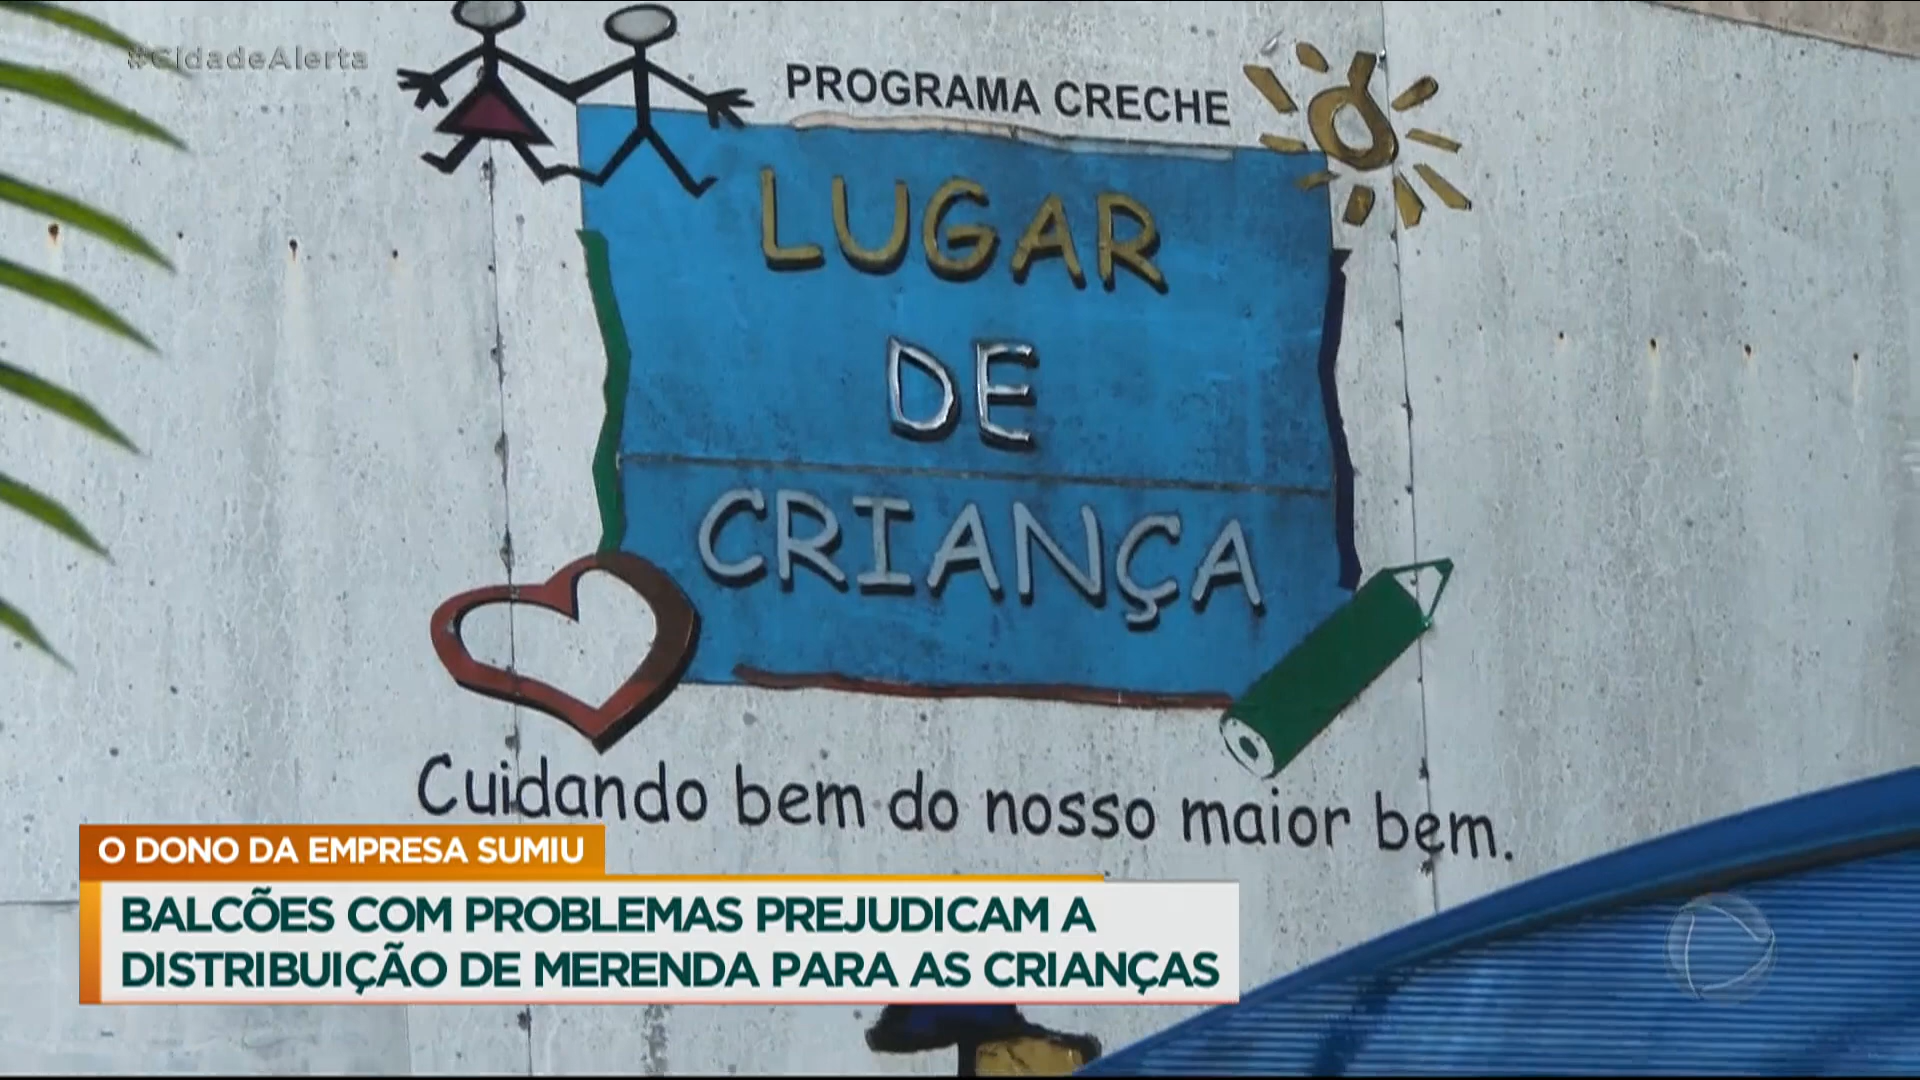 #CidadeAlerta
PROGRAMA CRECHE
LUGAR
DE
CRIANÇA
Cuidando bem do nosso maior bem.
O DONO DA EMPRESA SUMIU
BALCÕES COM PROBLEMAS PREJUDICAM A
DISTRIBUIÇÃO DE MERENDA PARA AS CRIANÇAS